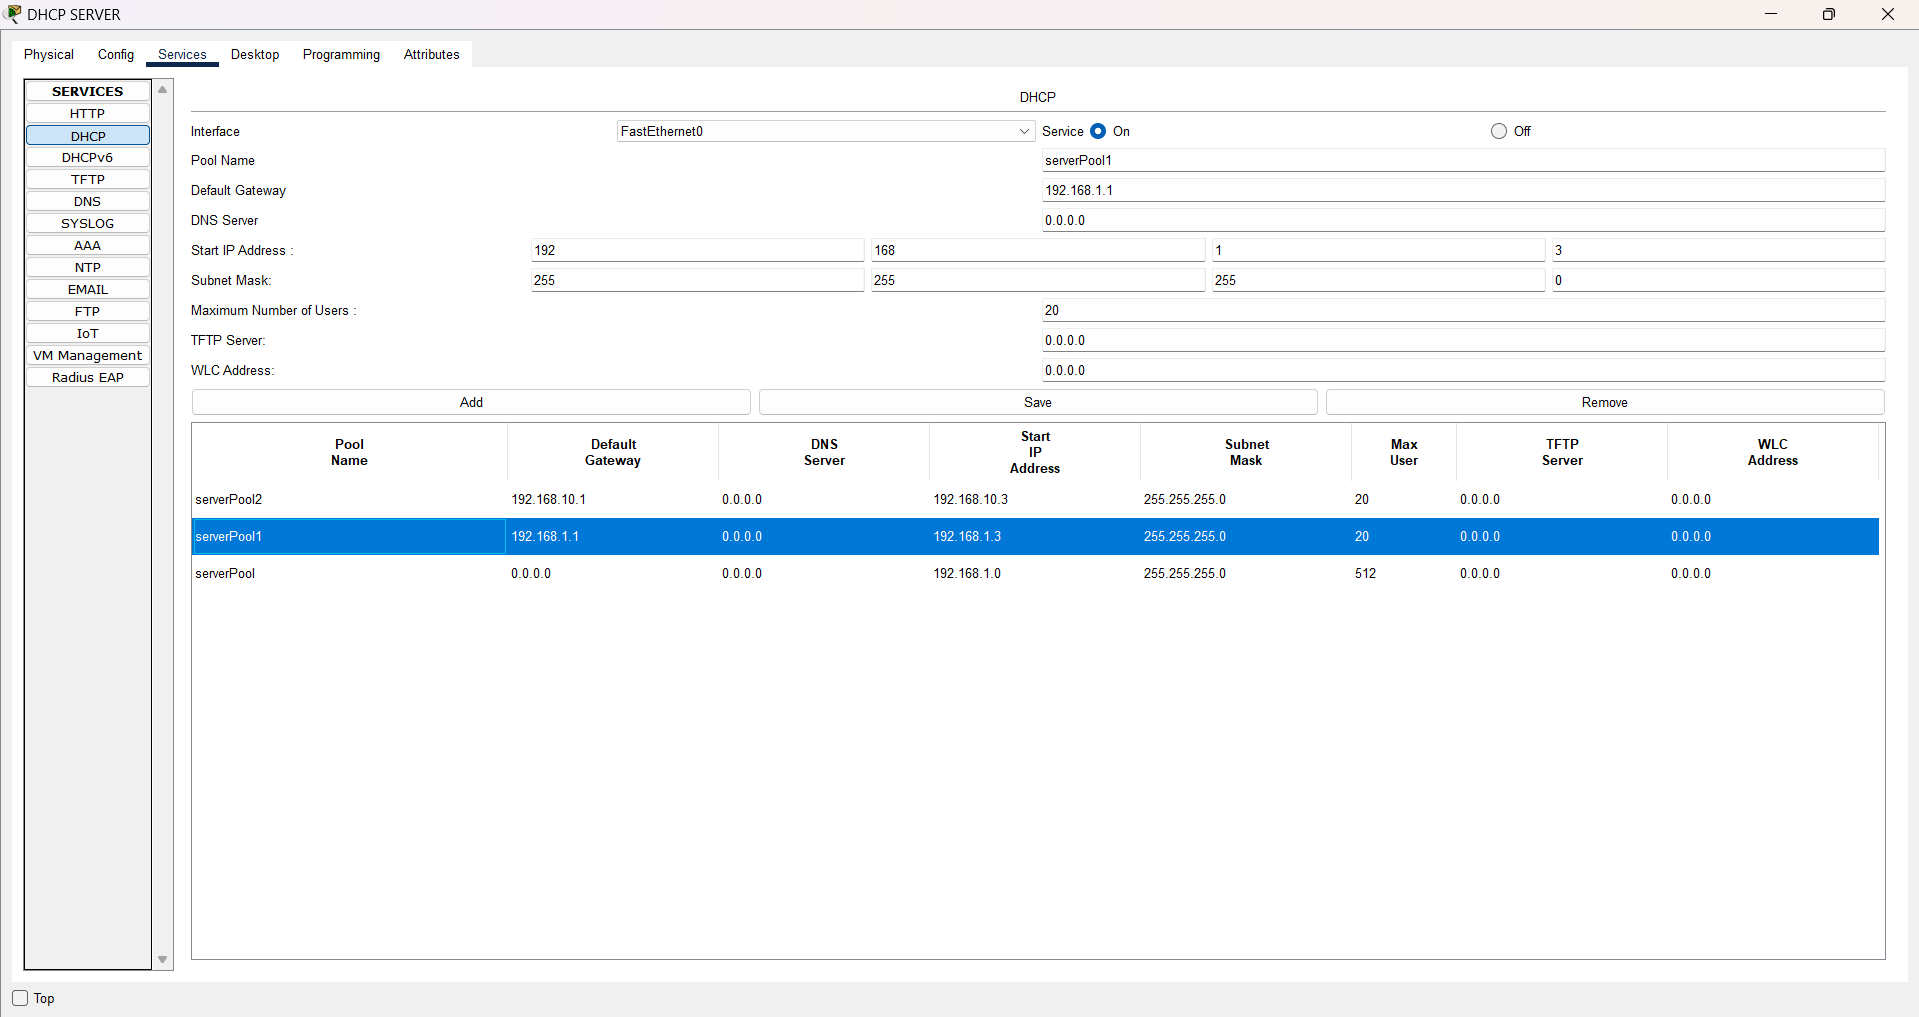 DHCP SERVER
Physical Config Services Desktop Programming Attributes
SERVICES
HTTP
DHCP
DHCPv6
TFTP
DNS
SYSLOG
AAA
NTP
EMAIL
FTP
IoT
VM Management
Radius EAP
DHCP
Interface FastEthernet0 Service On Off
Pool Name serverPool1
Default Gateway 192.168.1.1
DNS Server 0.0.0.0
Start IP Address : 192 168 1 3
Subnet Mask: 255 255 255 0
Maximum Number of Users : 20
TFTP Server: 0.0.0.0
WLC Address: 0.0.0.0
Add Save Remove
Pool Name Default Gateway DNS Server Start IP Address Subnet Mask Max User TFTP Server WLC Address
serverPool2 192.168.10.1 0.0.0.0 192.168.10.3 255.255.255.0 20 0.0.0.0 0.0.0.0
serverPool1 192.168.1.1 0.0.0.0 192.168.1.3 255.255.255.0 20 0.0.0.0 0.0.0.0
serverPool 0.0.0.0 0.0.0.0 192.168.1.0 255.255.255.0 512 0.0.0.0 0.0.0.0
Top